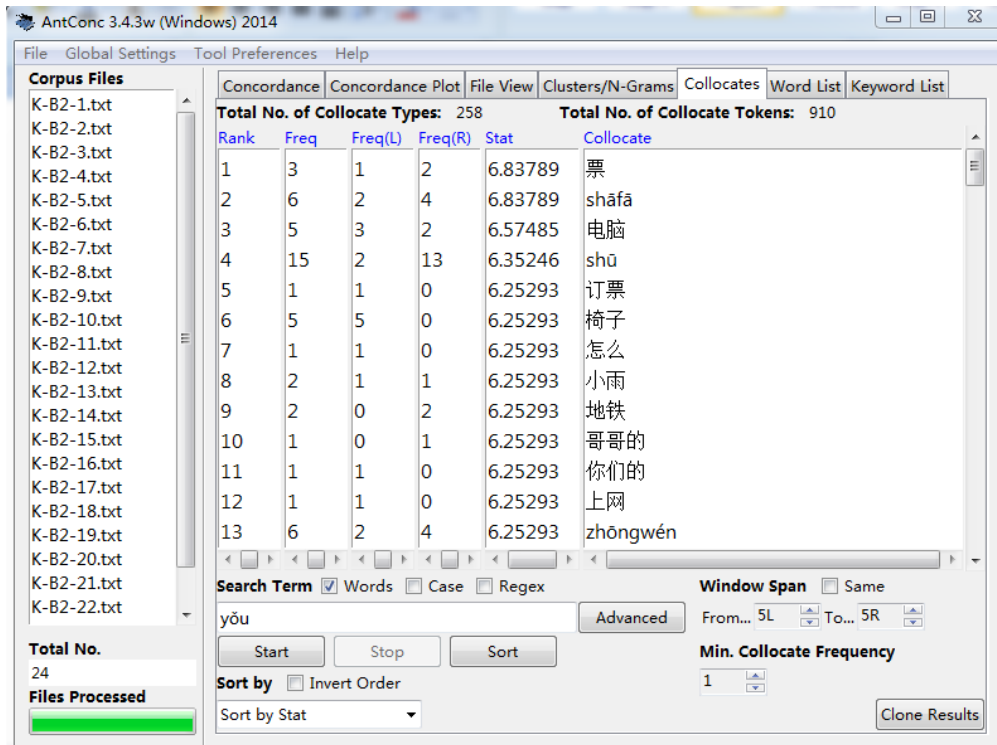 AntConc 3.4.3w (Windows) 2014
File Global Settings Tool Preferences Help
Corpus Files
K-B2-1.txt
K-B2-2.txt
K-B2-3.txt
K-B2-4.txt
K-B2-5.txt
K-B2-6.txt
K-B2-7.txt
K-B2-8.txt
K-B2-9.txt
K-B2-10.txt
K-B2-11.txt
K-B2-12.txt
K-B2-13.txt
K-B2-14.txt
K-B2-15.txt
K-B2-16.txt
K-B2-17.txt
K-B2-18.txt
K-B2-19.txt
K-B2-20.txt
K-B2-21.txt
K-B2-22.txt
Total No.
24
Files Processed
Concordance Concordance Plot File View Clusters/N-Grams Collocates Word List Keyword List
Total No. of Collocate Types: 258 Total No. of Collocate Tokens: 910
Rank Freq Freq(L) Freq(R) Stat Collocate
1 3 1 2 6.83789 票
2 6 2 4 6.83789 shāfā
3 5 3 2 6.57485 电脑
4 15 2 13 6.35246 shū
5 1 1 0 6.25293 订票
6 5 5 0 6.25293 椅子
7 1 1 0 6.25293 怎么
8 2 1 1 6.25293 小雨
9 2 0 2 6.25293 地铁
10 1 0 1 6.25293 哥哥的
11 1 1 0 6.25293 你们的
12 1 1 0 6.25293 上网
13 6 2 4 6.25293 zhōngwén
Search Term Words Case Regex
yǒu Advanced
Start Stop Sort
Sort by Invert Order
Sort by Stat
Window Span Same
From... 5L To... 5R
Min. Collocate Frequency
1
Clone Results